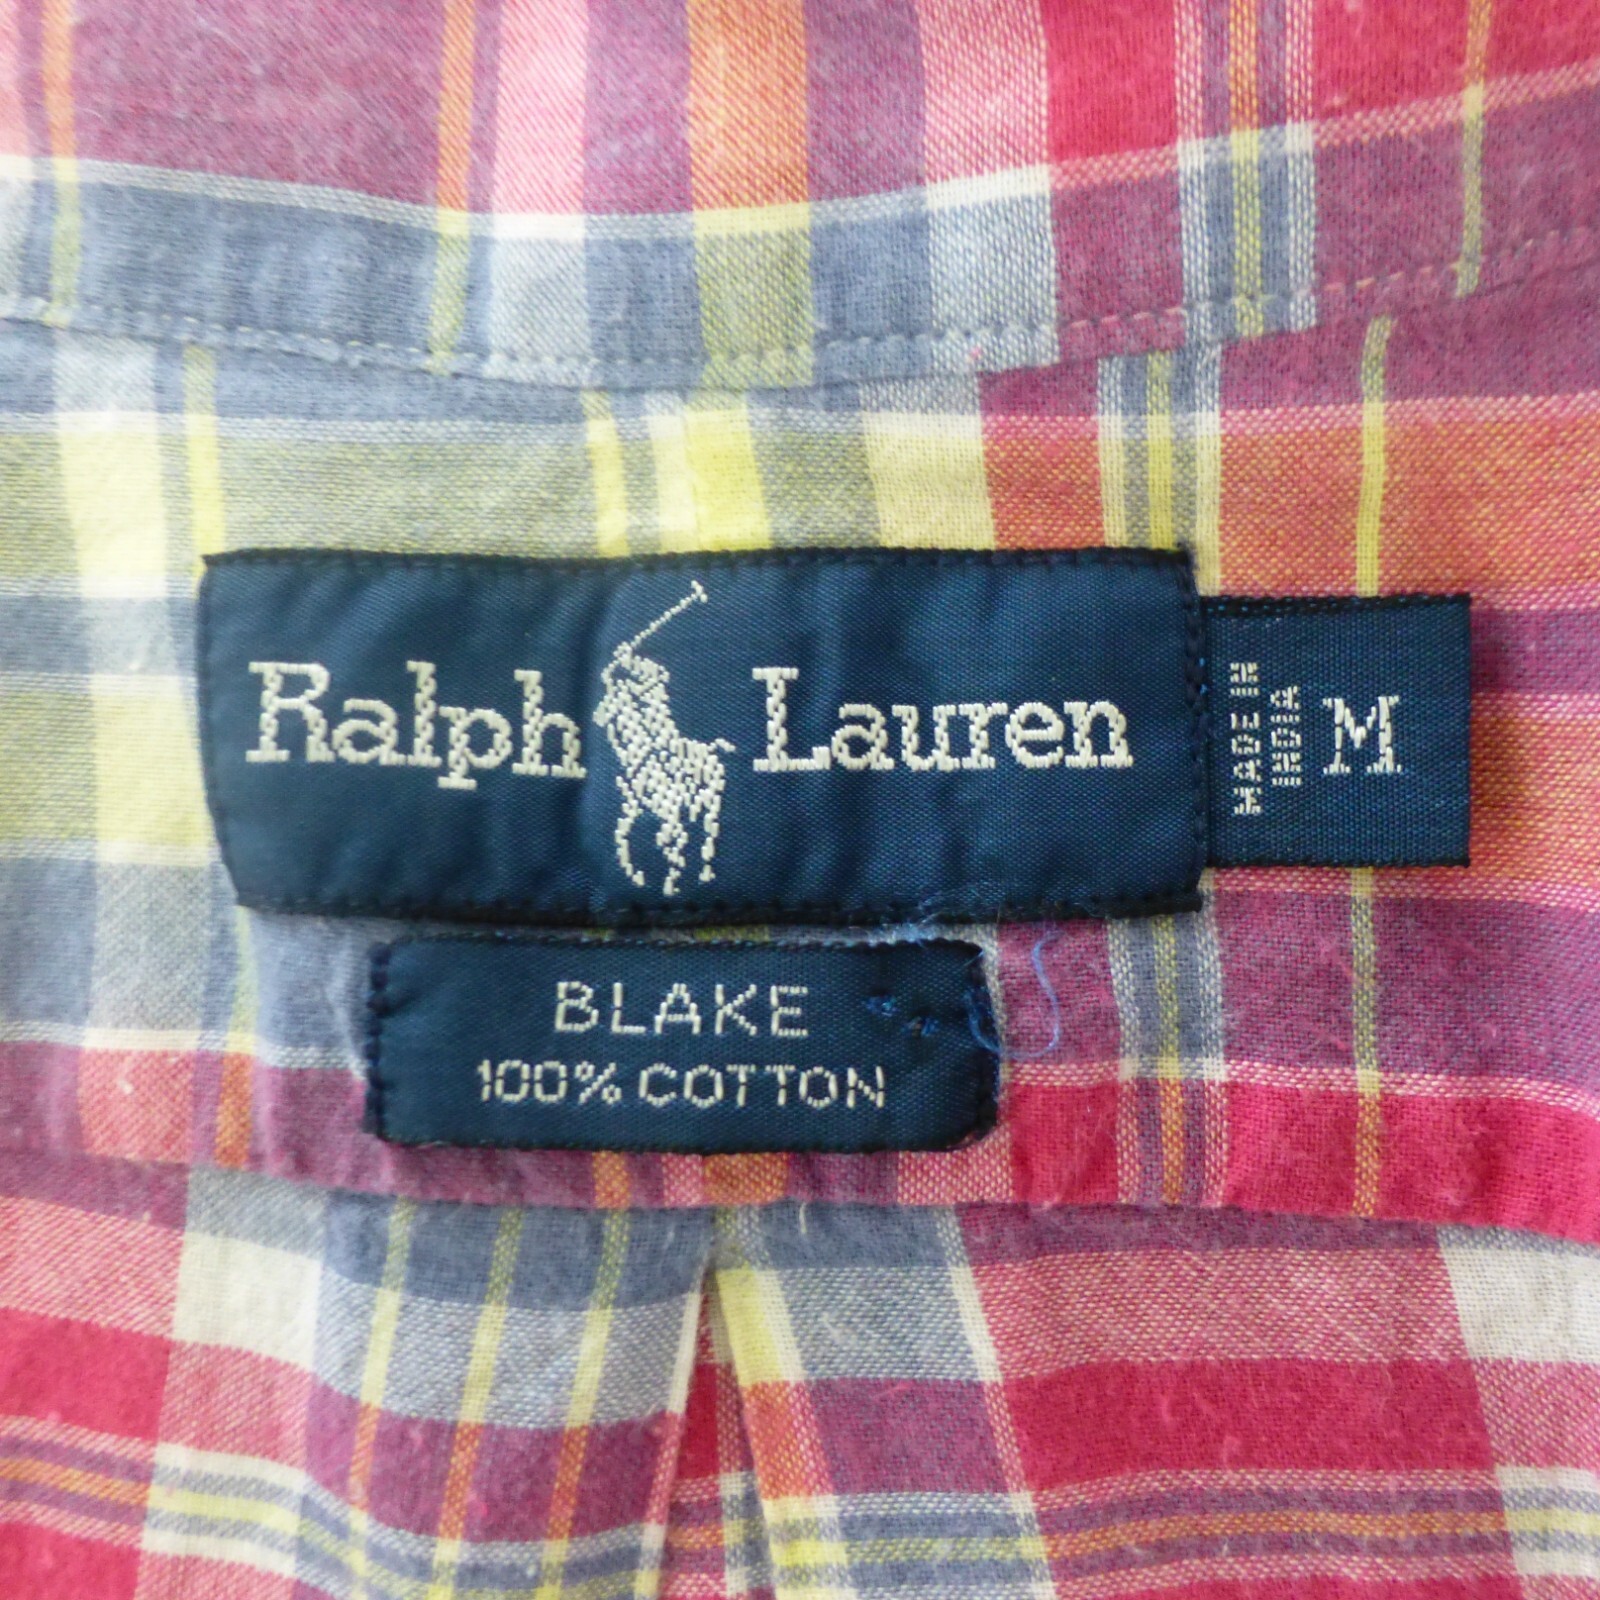 Ralph Lauren
MADE IN
INDIA
M
BLAKE
100% COTTON